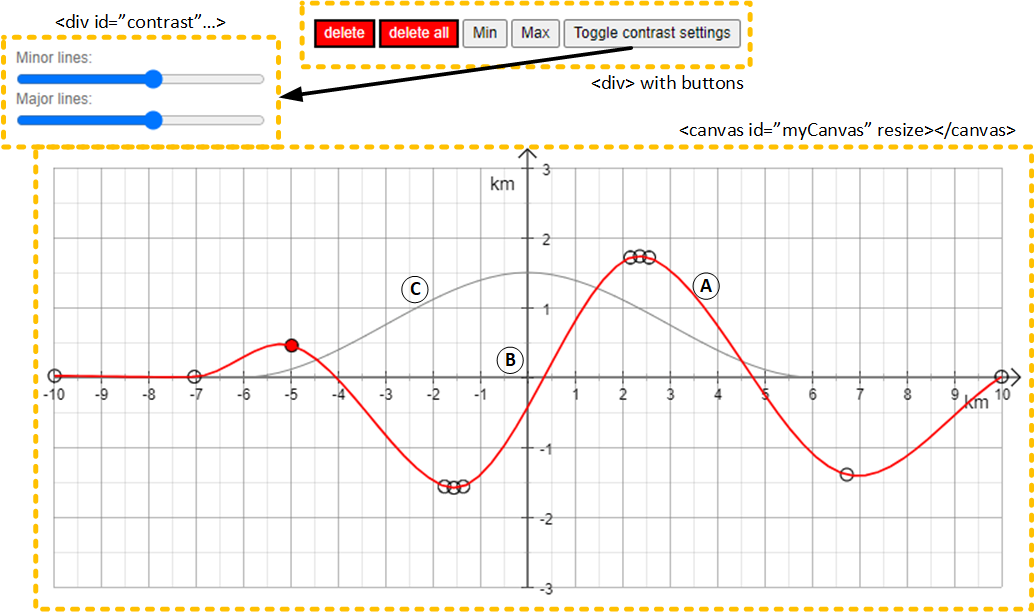 <div id=”contrast”…>
delete delete all Min Max Toggle contrast settings
Minor lines:
Major lines:
<div> with buttons
<canvas id=”myCanvas” resize></canvas>
km
3
2
C
A
1
B
-10 -9 -8 -7 -6 -5 -4 -3 -2 -1 1 2 3 4 5 6 7 8 9 10
km
-1
-2
-3